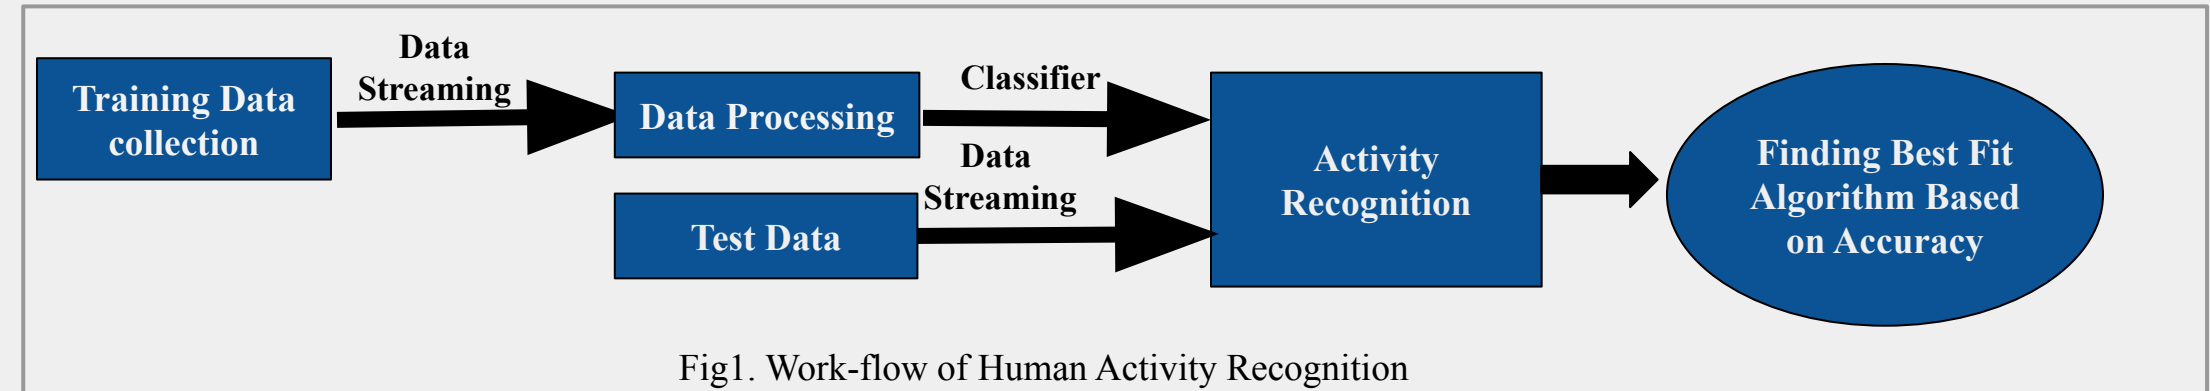 Training Data
collection
Data
Streaming
Data Processing
Classifier
Test Data
Data
Streaming
Activity
Recognition
Finding Best Fit
Algorithm Based
on Accuracy
Fig1. Work-flow of Human Activity Recognition